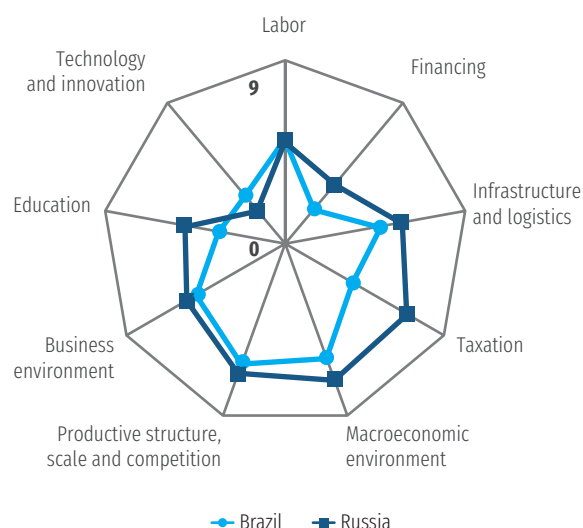 Labor
Technology
and innovation
9
Financing
Education
Infrastructure
and logistics
0
Business
environment
Taxation
Productive structure,
scale and competition
Macroeconomic
environment
Brazil
Russia